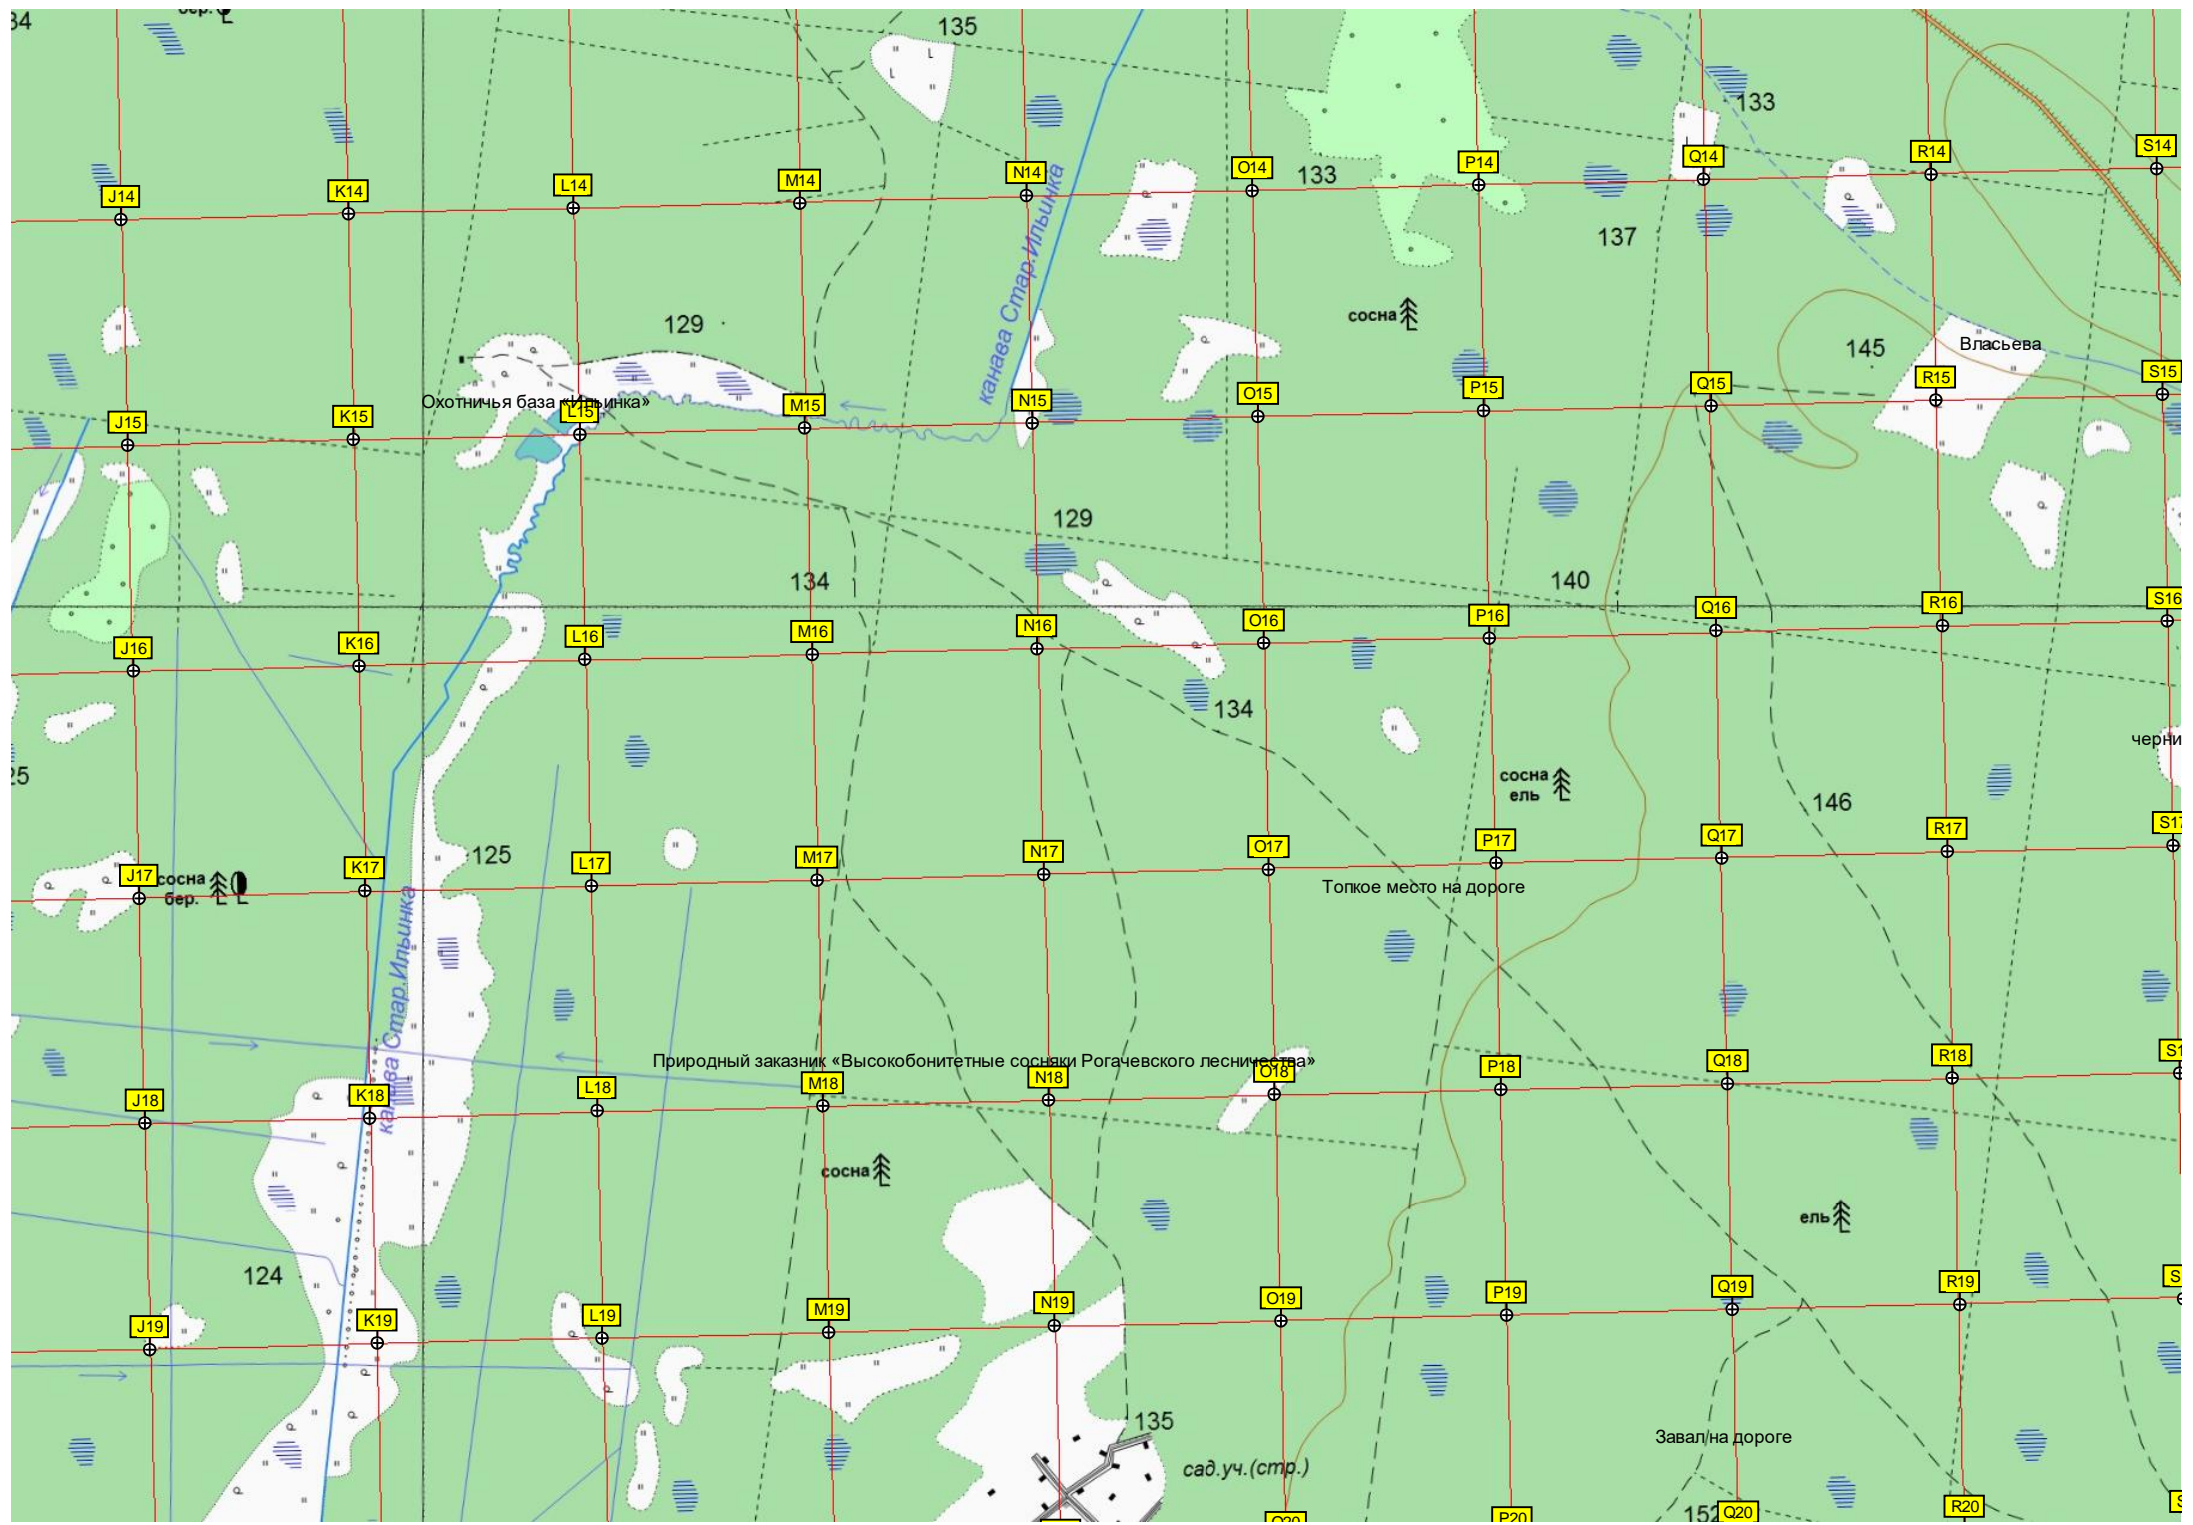 135
133
J14
K14
L14
M14
N14
O14
133
P14
Q14
R14
S14
137
канава Стар.Ильинка
сосна
129
145
Власьева
Охотничья база «Ильинка»
J15
K15
L15
M15
N15
O15
P15
Q15
R15
S15
129
134
140
J16
K16
L16
M16
N16
O16
P16
Q16
R16
S16
134
черни
сосна
ель
146
125
J17
K17
L17
M17
N17
O17
P17
Q17
R17
S17
сосна
бер.
Топкое место на дороге
канава Стар.Ильинка
Природный заказник «Высокобонитетные сосняки Рогачевского лесничества»
J18
K18
L18
M18
N18
O18
P18
Q18
R18
сосна
ель
124
J19
K19
L19
M19
N19
O19
P19
Q19
R19
135
сад.уч.(стр.)
Завал на дороге
152
O20
P20
Q20
R20